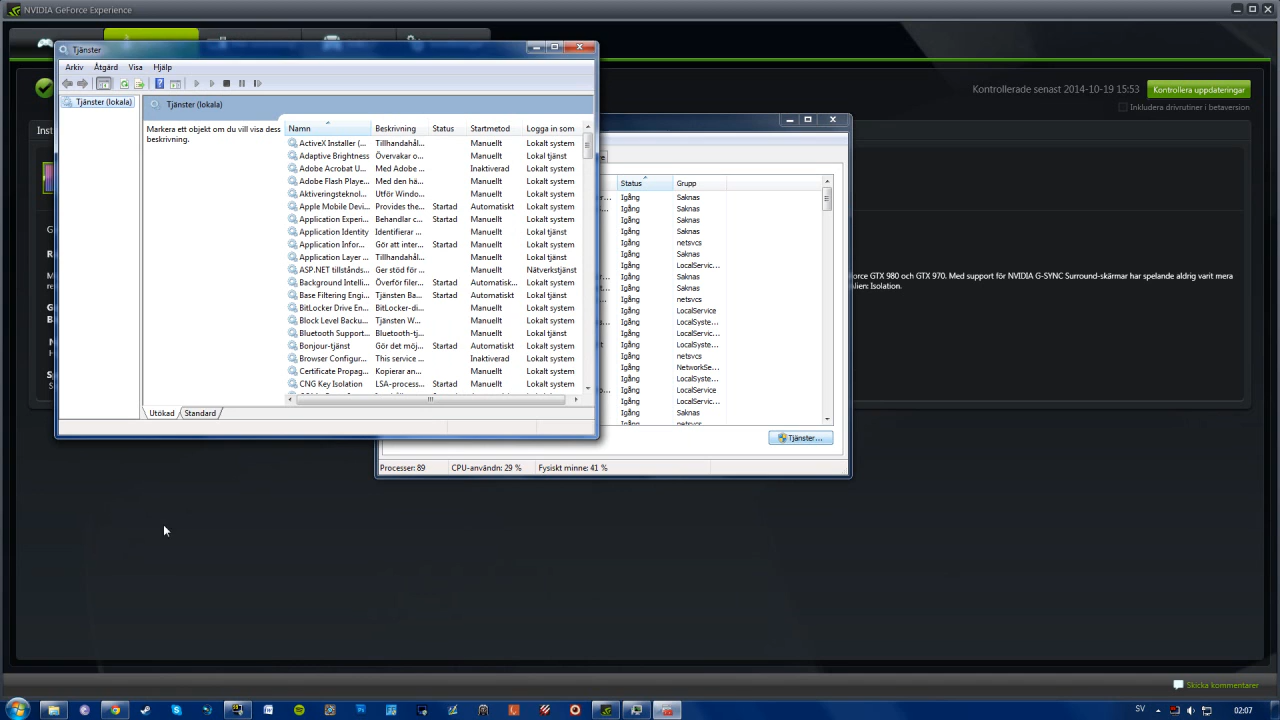 NVIDIA GeForce Experience
Tjänster
Arkiv Åtgärd Visa Hjälp
Tjänster (lokala)
Tjänster (lokala)
Markera ett objekt om du vill visa dess
beskrivning.
Namn Beskrivning Status Startmetod Logga in som
ActiveX Installer (... Tillhandahål... Manuellt Lokalt system
Adaptive Brightness Övervakar o... Manuellt Lokal tjänst
Adobe Acrobat U... Med Adobe ... Inaktiverad Lokalt system
Adobe Flash Playe... Med den hä... Manuellt Lokalt system
Aktiveringsteknol... Utför Windo... Manuellt Lokalt system
Apple Mobile Devi... Provides the... Startad Automatiskt Lokalt system
Application Experi... Behandlar c... Startad Manuellt Lokalt system
Application Identity Identifierar ... Manuellt Lokal tjänst
Application Infor... Gör att inter... Startad Manuellt Lokalt system
Application Layer ... Tillhandahål... Manuellt Lokal tjänst
ASP.NET tillstånds... Ger stöd för ... Manuellt Nätverkstjänst
Background Intelli... Överför filer... Startad Automatisk... Lokalt system
Base Filtering Engi... Tjänsten Ba... Startad Automatiskt Lokal tjänst
BitLocker Drive En... BitLocker-di... Manuellt Lokalt system
Block Level Backu... Tjänsten W... Manuellt Lokalt system
Bluetooth Support... Bluetooth-tj... Manuellt Lokal tjänst
Bonjour-tjänst Gör det möj... Startad Automatiskt Lokalt system
Browser Configur... This service ... Inaktiverad Lokalt system
Certificate Propag... Kopierar an... Manuellt Lokalt system
CNG Key Isolation LSA-process... Startad Manuellt Lokalt system
Utökad Standard
Status Grupp
Igång Saknas
Igång Saknas
Igång Saknas
Igång Saknas
Igång netsvcs
Igång Saknas
Igång LocalServic...
Igång Saknas
Igång Saknas
Igång netsvcs
Igång LocalService
Igång LocalSyste...
Igång LocalService
Igång LocalSyste...
Igång netsvcs
Igång NetworkSe...
Igång LocalSyste...
Igång LocalService
Igång LocalServic...
Igång Saknas
Igång netsvcs
Tjänster...
Processer: 89 CPU-användn: 29 % Fysiskt minne: 41 %
Kontrollerade senast 2014-10-19 15:53 Kontrollera uppdateringar
Inkludera drivrutiner i betaversion
Inst
force GTX 980 och GTX 970. Med support för NVIDIA G-SYNC Surround-skärmar har spelande aldrig varit mera
lien: Isolation.
Skicka kommentarer
SV 02:07